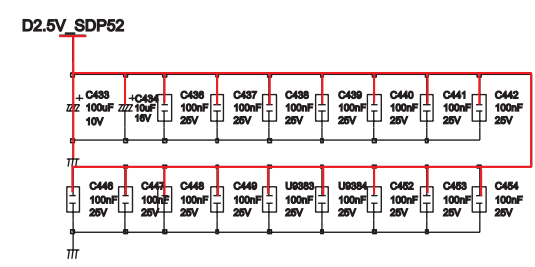 D2.5V_SDP52
C433 C434 C436 C437 C438 C439 C440 C441 C442
100uF 10uF 100nF 100nF 100nF 100nF 100nF 100nF 100nF
10V 16V 25V 25V 25V 25V 25V 25V 25V
C446 C447 C448 C449 U9383 U9384 C452 C453 C454
100nF 100nF 100nF 100nF 100nF 100nF 100nF 100nF 100nF
25V 25V 25V 25V 25V 25V 25V 25V 25V